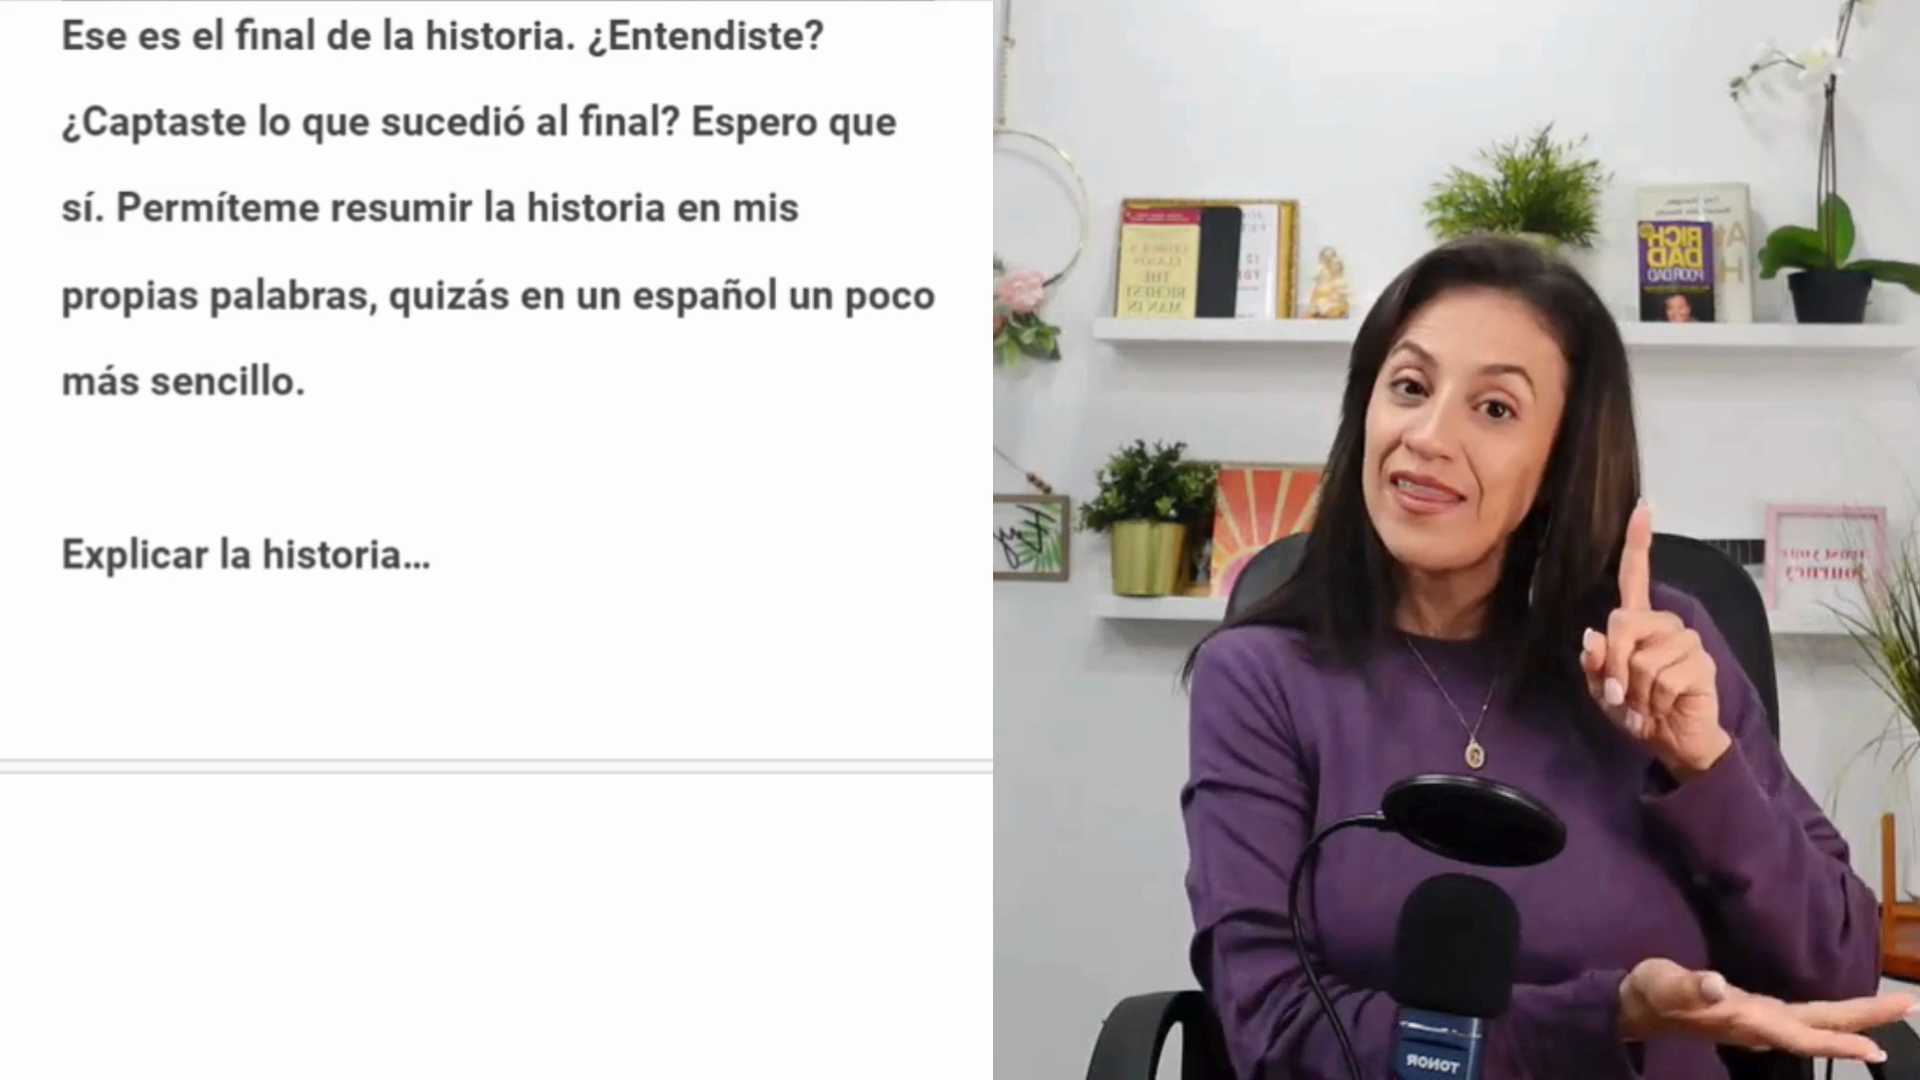 Ese es el final de la historia. ¿Entendiste?
¿Captaste lo que sucedió al final? Espero que
sí. Permíteme resumir la historia en mis
propias palabras, quizás en un español un poco
más sencillo.
Explicar la historia...
THE
RICHEST
MAN IN
RICH
DAD
POOR DAD
JOURNEY
TONOR